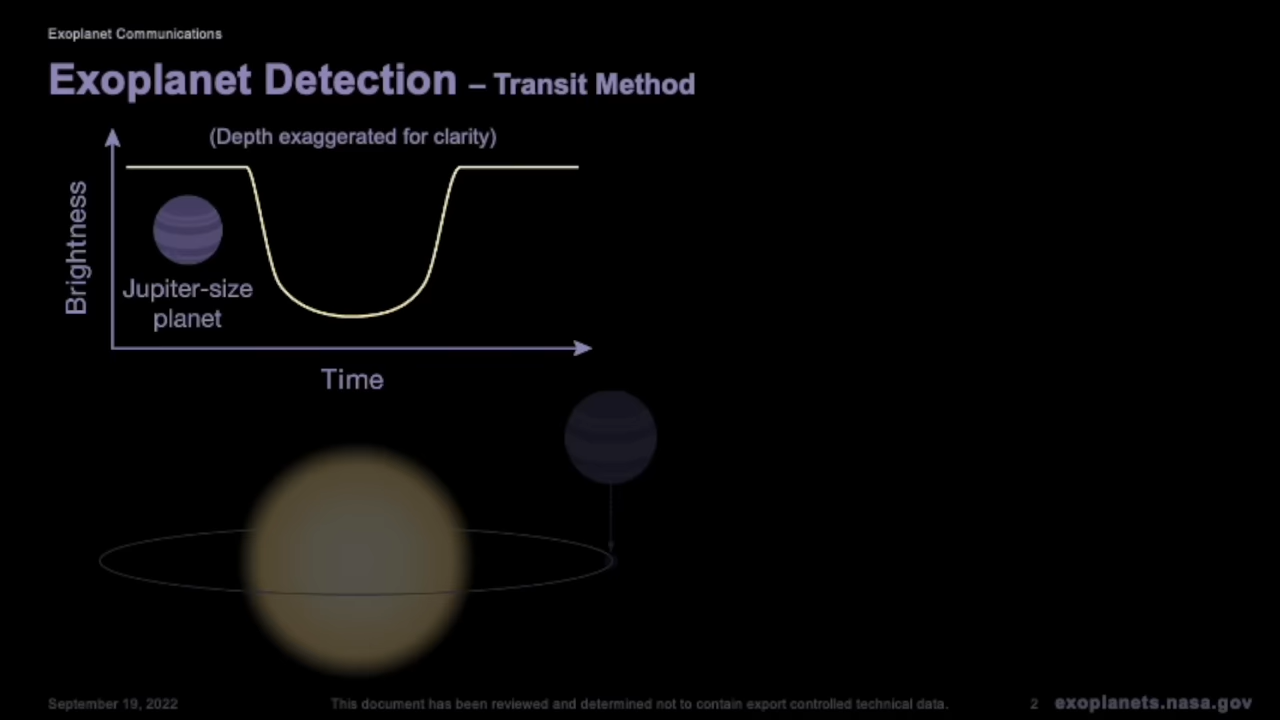 Exoplanet Communications
Exoplanet Detection – Transit Method
(Depth exaggerated for clarity)
Brightness
Jupiter-size
planet
Time
September 19, 2022
This document has been reviewed and determined not to contain export controlled technical data.
2
exoplanets.nasa.gov